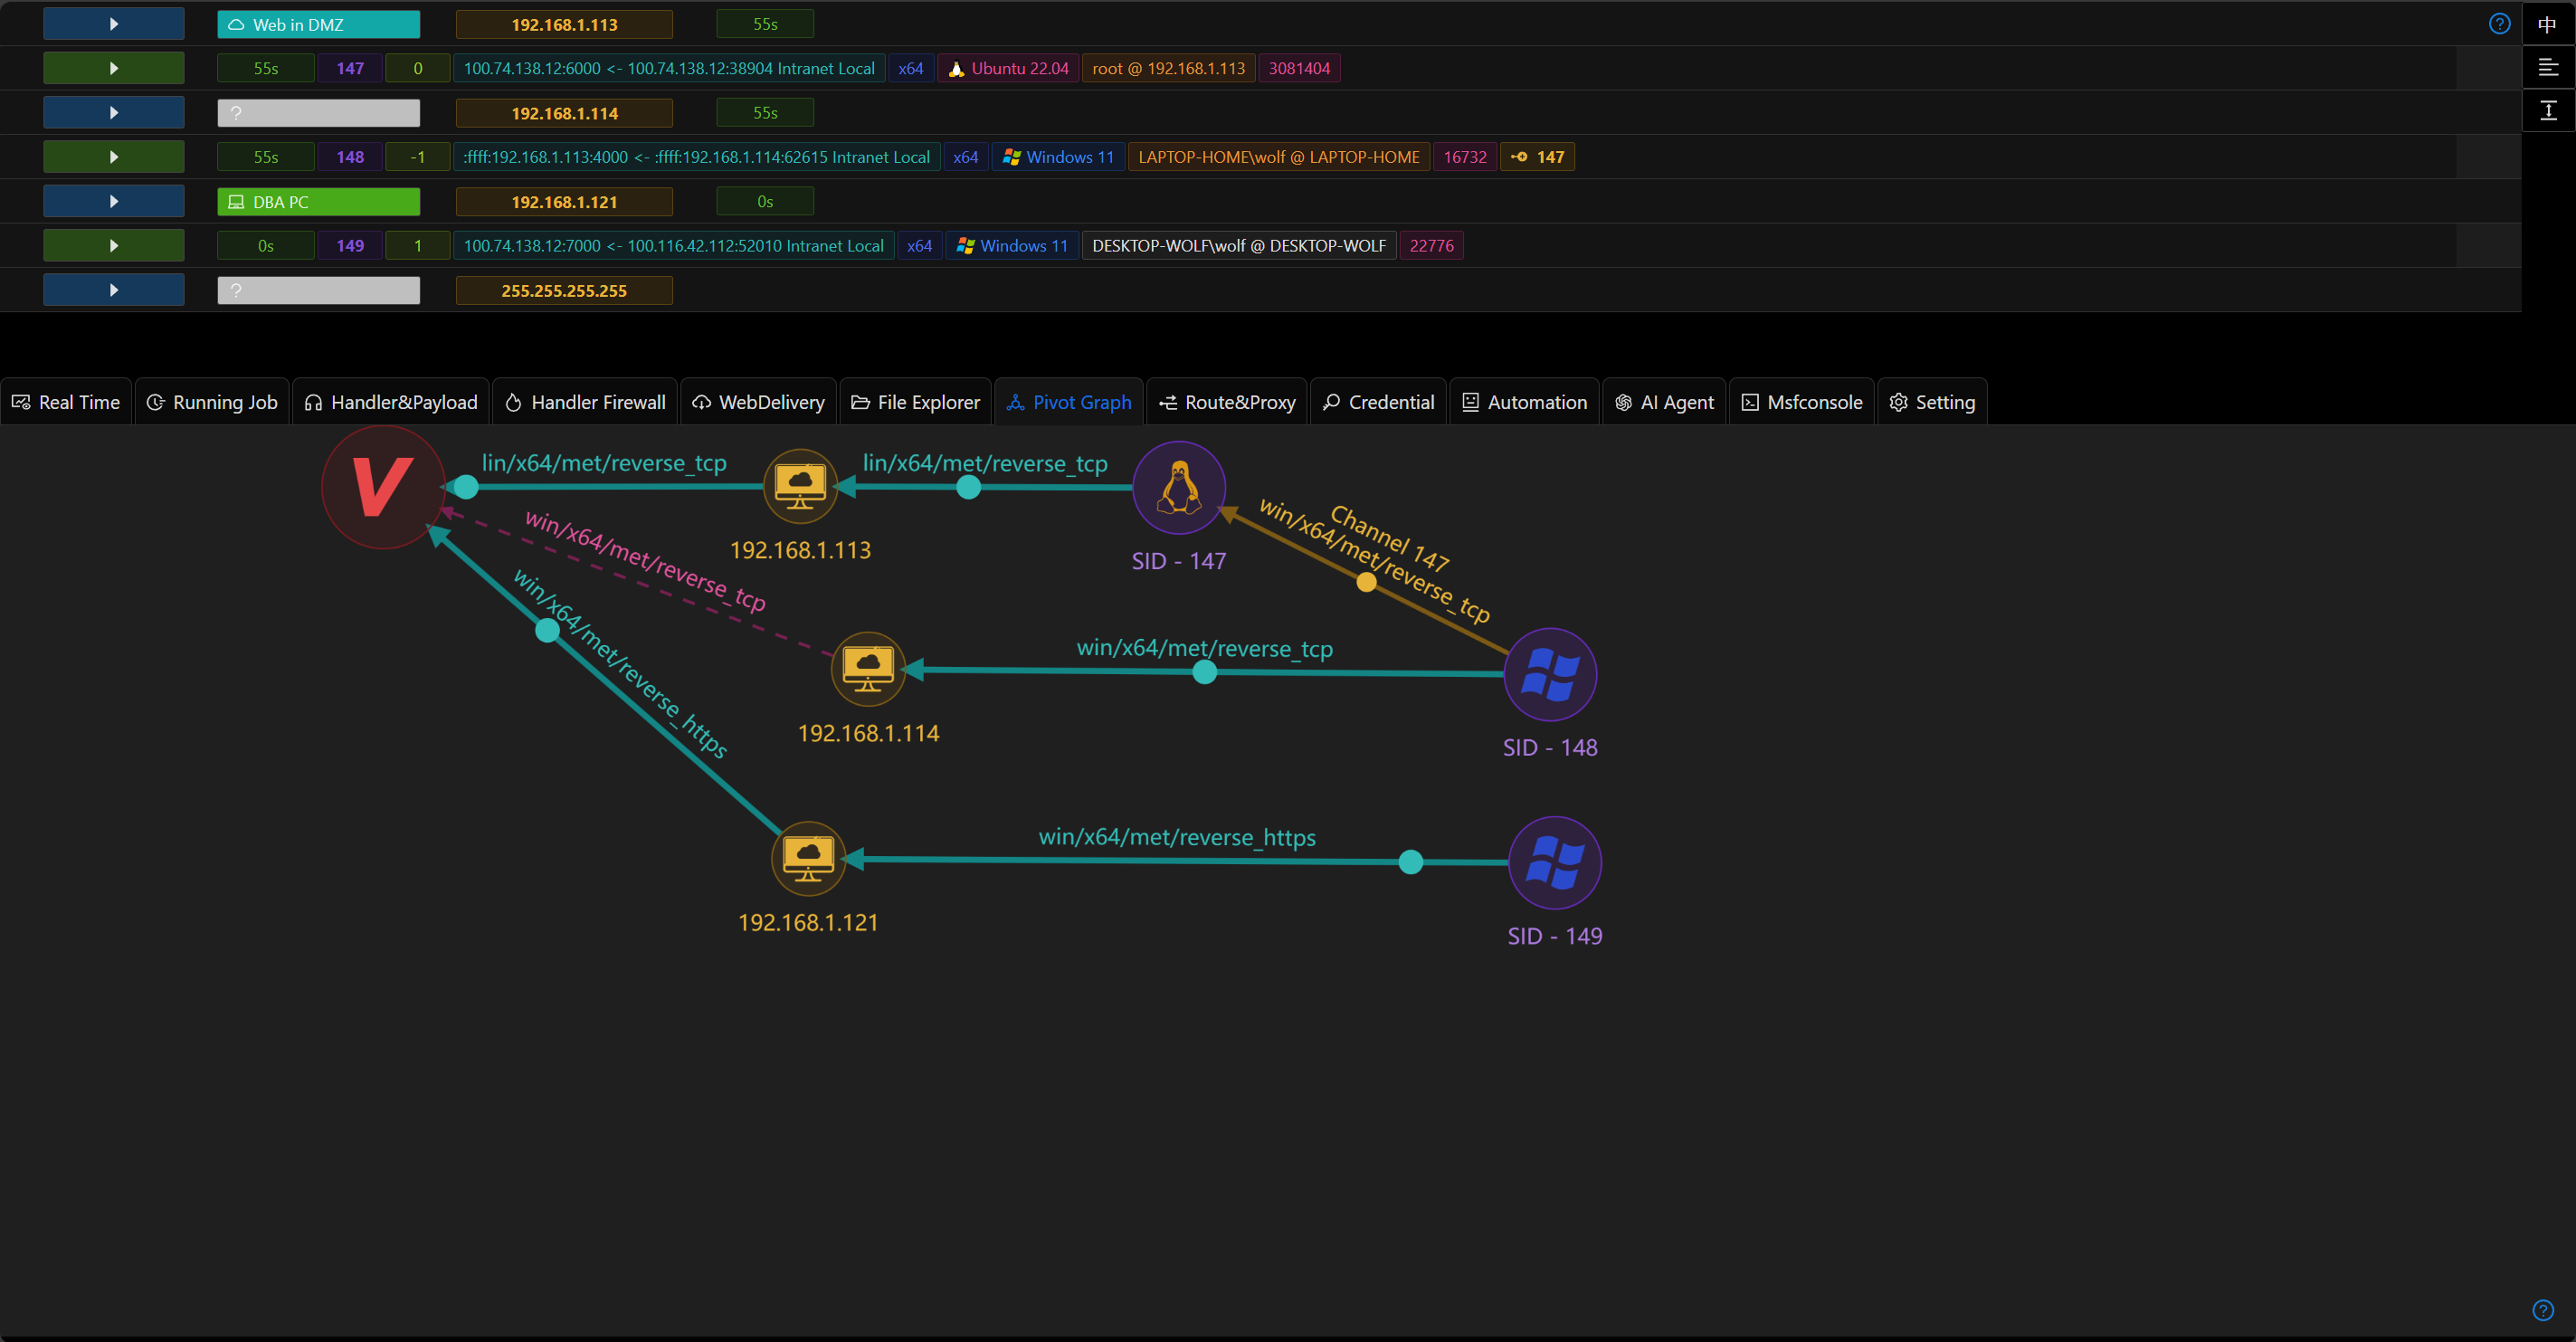 Web in DMZ 192.168.1.113 55s
中
55s 147 0 100.74.138.12:6000 <- 100.74.138.12:38904 Intranet Local x64 Ubuntu 22.04 root @ 192.168.1.113 3081404
? 192.168.1.114 55s
55s 148 -1 :ffff:192.168.1.113:4000 <- :ffff:192.168.1.114:62615 Intranet Local x64 Windows 11 LAPTOP-HOME\wolf @ LAPTOP-HOME 16732 147
DBA PC 192.168.1.121 0s
0s 149 1 100.74.138.12:7000 <- 100.116.42.112:52010 Intranet Local x64 Windows 11 DESKTOP-WOLF\wolf @ DESKTOP-WOLF 22776
? 255.255.255.255
Real Time Running Job Handler&Payload Handler Firewall WebDelivery File Explorer Pivot Graph Route&Proxy Credential Automation AI Agent Msfconsole Setting
V
lin/x64/met/reverse_tcp
192.168.1.113
lin/x64/met/reverse_tcp
SID - 147
Channel 147
win/x64/met/reverse_tcp
win/x64/met/reverse_tcp
192.168.1.114
win/x64/met/reverse_tcp
SID - 148
win/x64/met/reverse_https
192.168.1.121
win/x64/met/reverse_https
SID - 149